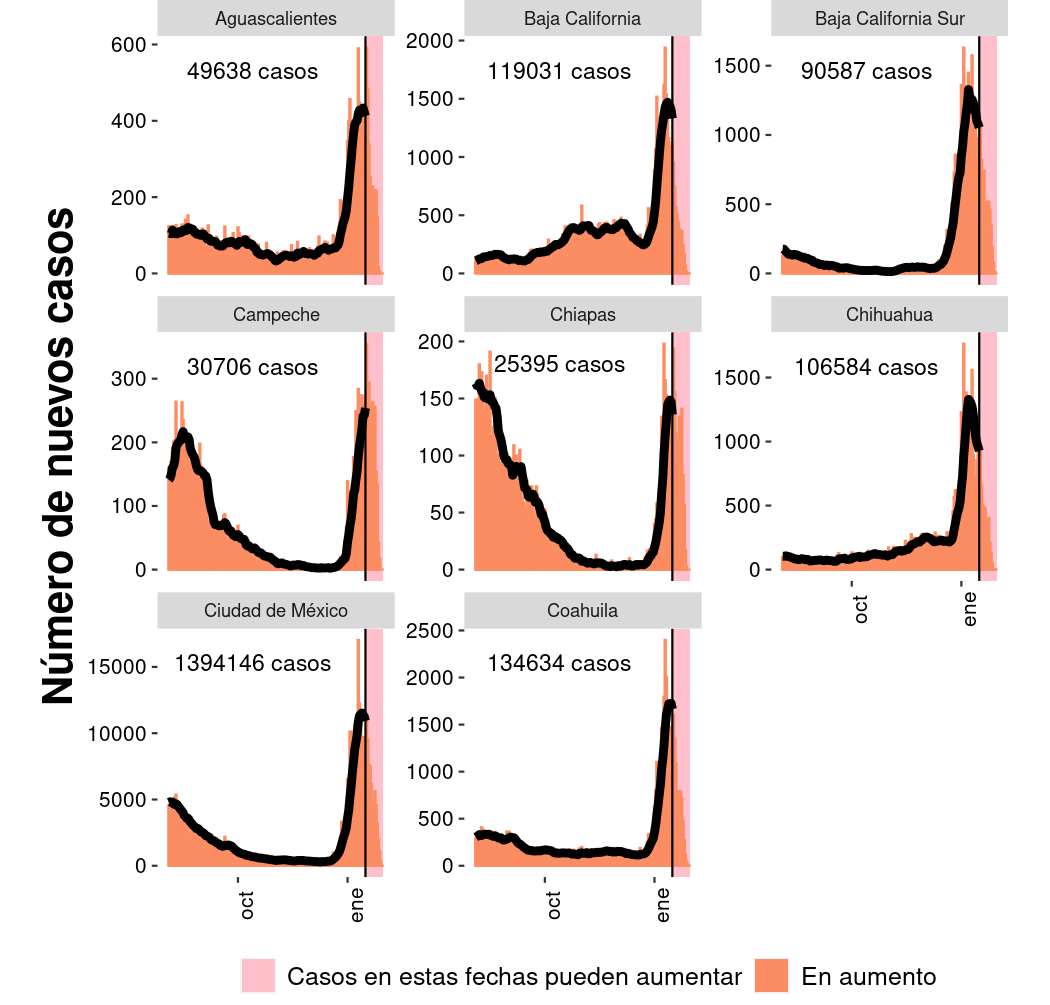 Número de nuevos casos
Aguascalientes
600
400
200
0
49638 casos
Baja California
2000
1500
1000
500
0
119031 casos
Baja California Sur
1500
1000
500
0
90587 casos
Campeche
300
200
100
0
30706 casos
Chiapas
200
150
100
50
0
25395 casos
Chihuahua
1500
1000
500
0
106584 casos
oct
ene
Ciudad de México
15000
10000
5000
0
1394146 casos
oct
ene
Coahuila
2500
2000
1500
1000
500
0
134634 casos
oct
ene
Casos en estas fechas pueden aumentar
En aumento